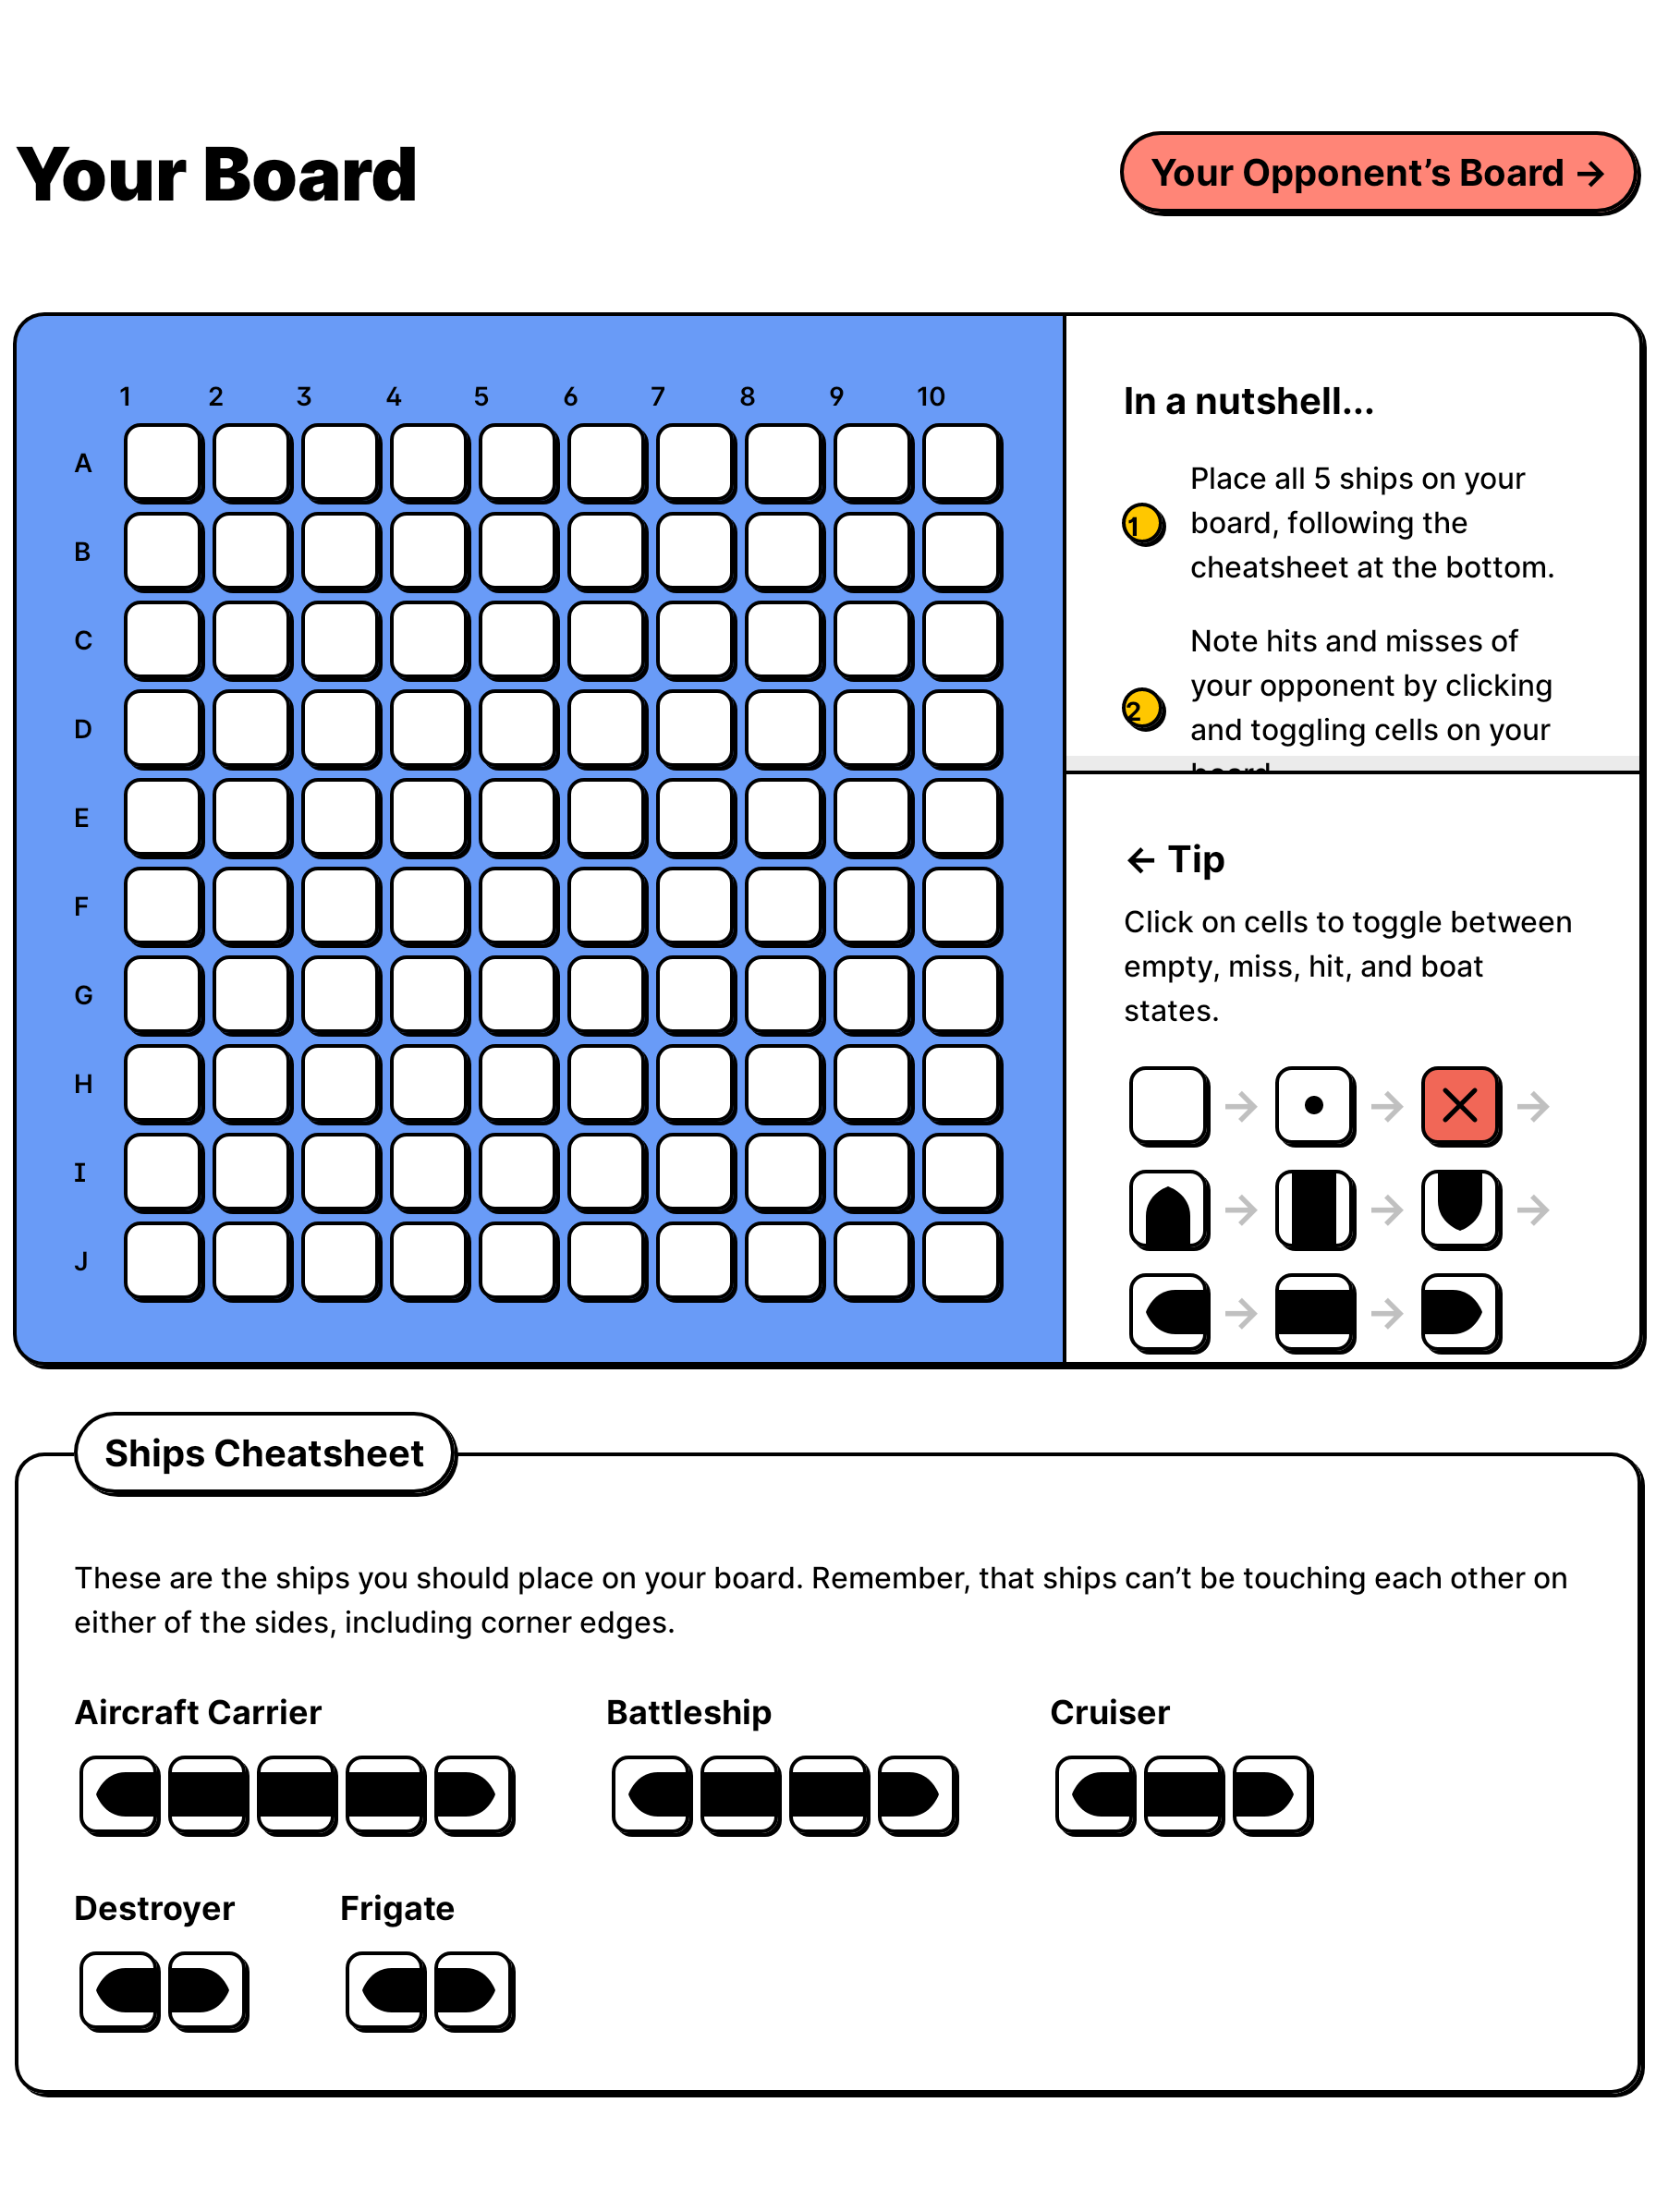 Your Board
Your Opponent’s Board →
1 2 3 4 5 6 7 8 9 10
A
B
C
D
E
F
G
H
I
J
In a nutshell...
1
Place all 5 ships on your
board, following the
cheatsheet at the bottom.
2
Note hits and misses of
your opponent by clicking
and toggling cells on your
← Tip
Click on cells to toggle between
empty, miss, hit, and boat
states.
Ships Cheatsheet
These are the ships you should place on your board. Remember, that ships can’t be touching each other on
either of the sides, including corner edges.
Aircraft Carrier
Battleship
Cruiser
Destroyer
Frigate